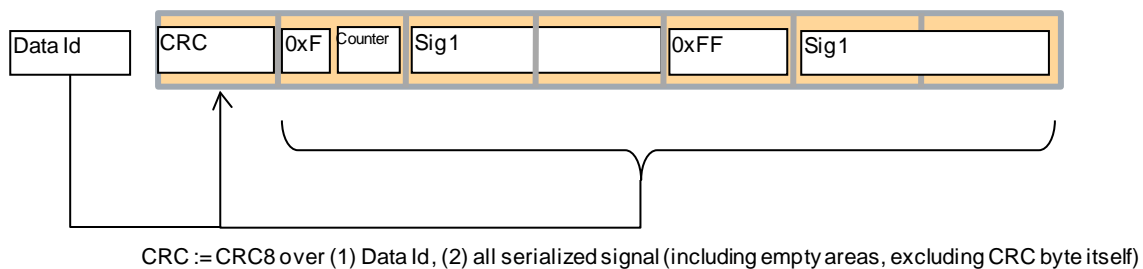 Data Id
CRC
0xF
Counter
Sig1
0xFF
Sig1
CRC := CRC8 over (1) Data Id, (2) all serialized signal (including empty areas, excluding CRC byte itself)